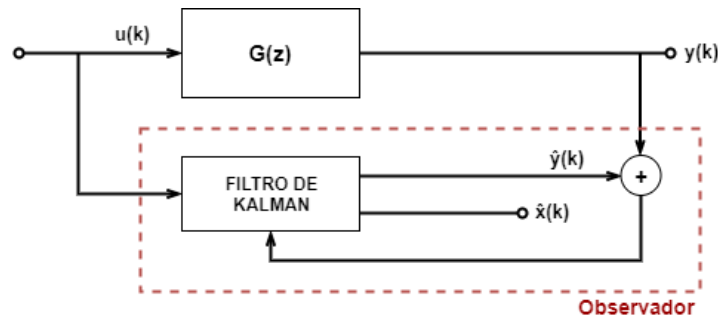 u(k)
G(z)
y(k)
ŷ(k)
+
FILTRO DE
KALMAN
x̂(k)
Observador